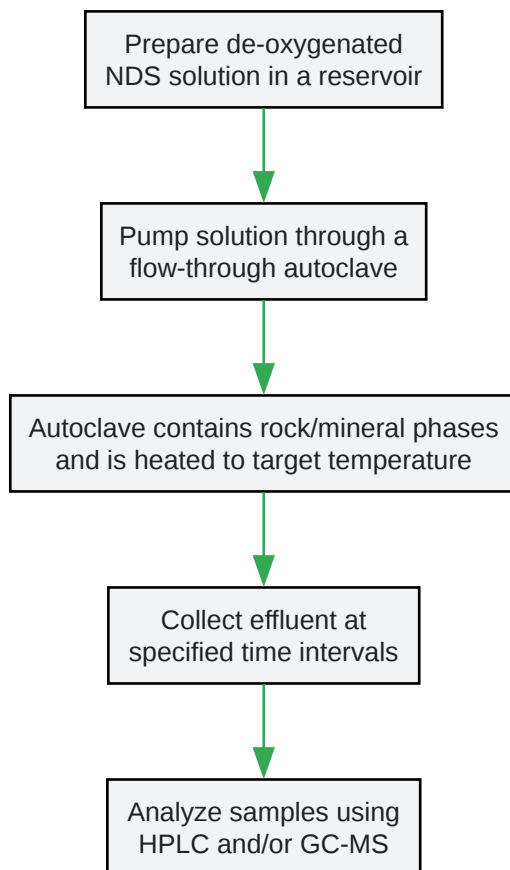 Prepare de-oxygenated
NDS solution in a reservoir
Pump solution through a
flow-through autoclave
Autoclave contains rock/mineral phases
and is heated to target temperature
Collect effluent at
specified time intervals
Analyze samples using
HPLC and/or GC-MS